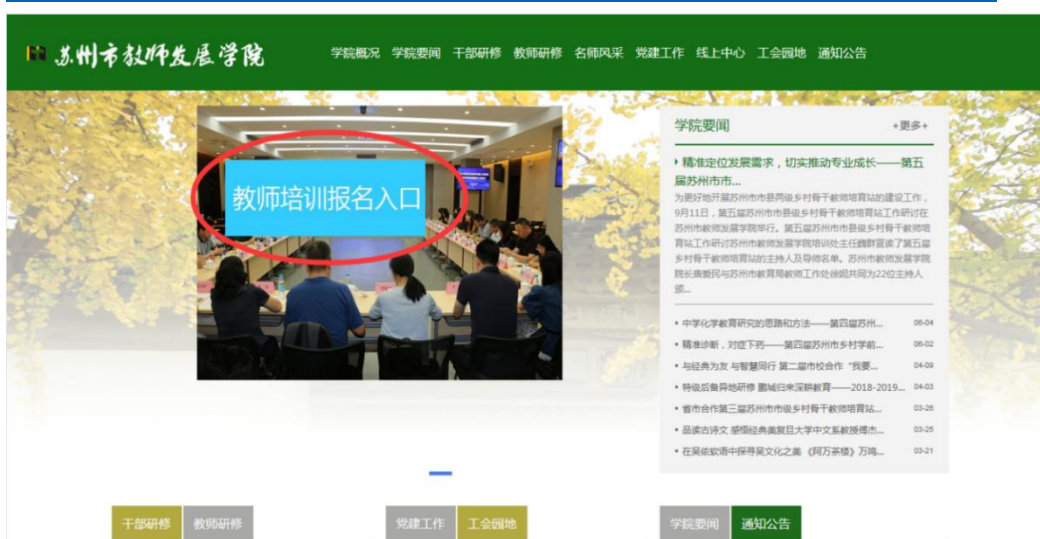 苏州市教师发展学院
学院概况 学院要闻 干部研修 教师研修 名师风采 党建工作 线上中心 工会园地 通知公告
教师培训报名入口
学院要闻 +更多+
精准定位发展需求，切实推动专业成长——第五
届苏州市市...
为更好地开展苏州市市县两级乡村骨干教师培育站的建设工作，
9月11日，第五届苏州市市县级乡村骨干教师培育站工作研讨在
苏州市教师发展学院举行。第五届苏州市市县级乡村骨干教师培
育站工作研讨苏州市教师发展学院培训处主任魏群宣读了第五届
乡村骨干教师培育站的主持人及导师名单。苏州市教师发展学院
院长唐爱民与苏州市教育局教师工作处徐妮共同为22位主持人
颁...
• 中学化学教育研究的思路和方法——第四届苏州... 06-04
• 精准诊断，对症下药——第四届苏州市乡村学前... 06-02
• 与经典为友 与智慧同行 第二届市校合作“我要... 04-09
• 特级后备异地研修 鹏城归来深耕教育——2018-2019... 04-03
• 省市合作第三届苏州市市级乡村骨干教师培育站... 03-26
• 品读古诗文 感悟经典美复旦大学中文系教授傅杰... 03-25
• 在吴侬软语中探寻吴文化之美 《阿万茶楼》万鸣... 03-21
干部研修 教师研修 党建工作 工会园地 学院要闻 通知公告